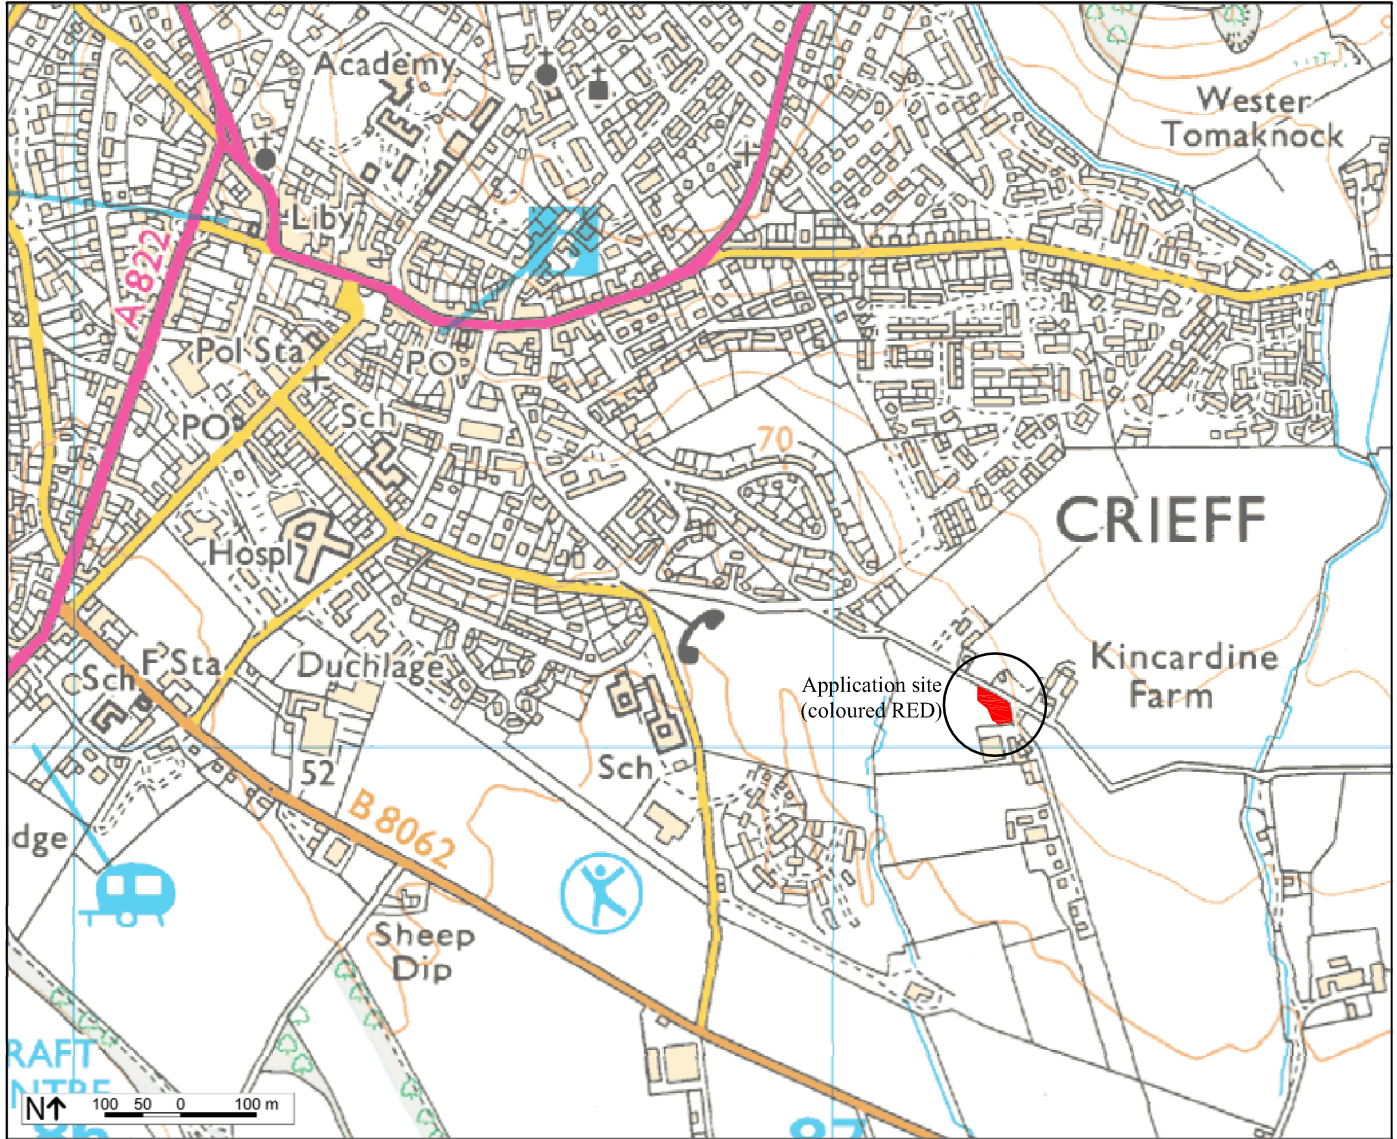 Academy
Wester
Tomaknock
Liby
A 822
Pol Sta
PO
Sch
PO
70
CRIEFF
Hospl
Kincardine
Farm
F Sta
Duchlage
Sch
Application site
(coloured RED)
52
Sch
B 8062
dge
Sheep
Dip
RAFT
NTRE
N 100 50 0 100 m